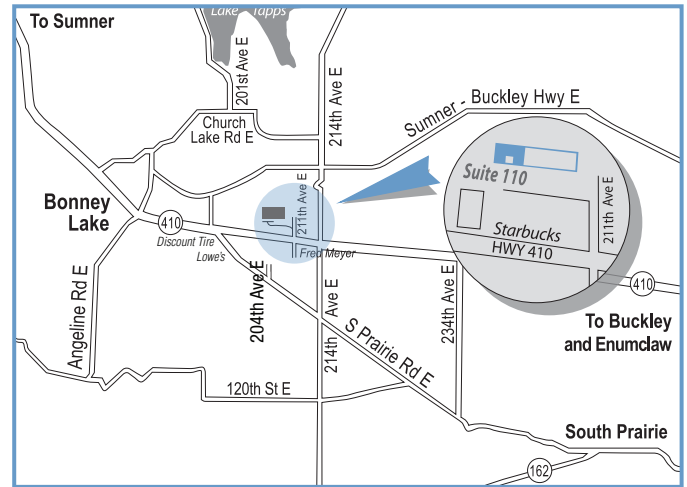 Lake Tapps
To Sumner
201st Ave E
214th Ave E
Church
Lake Rd E
Sumner - Buckley Hwy E
Suite 110
211th Ave E
Starbucks
HWY 410
211th Ave E
Bonney
Lake
410
Discount Tire
Lowe's
Fred Meyer
204th Ave E
Angeline Rd E
214th Ave E
S Prairie Rd E
234th Ave E
410
To Buckley
and Enumclaw
120th St E
South Prairie
162